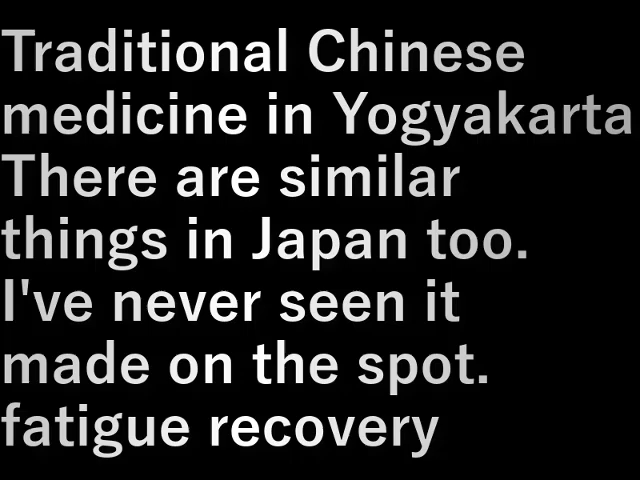 Traditional Chinese
medicine in Yogyakarta
There are similar
things in Japan too.
I've never seen it
made on the spot.
fatigue recovery